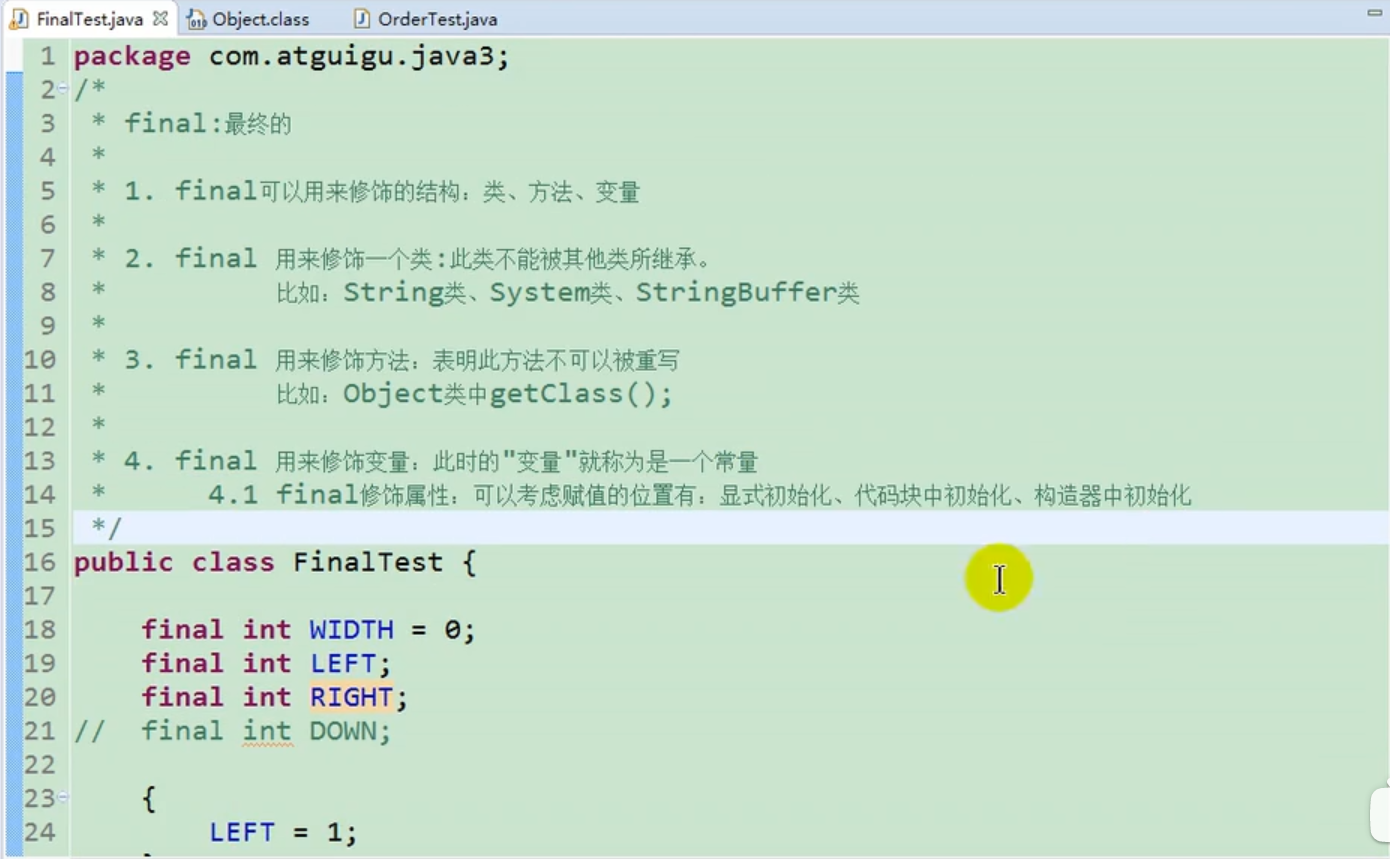 FinalTest.java Object.class OrderTest.java
1 package com.atguigu.java3;
2 /*
3 * final:最终的
4 *
5 * 1. final可以用来修饰的结构：类、方法、变量
6 *
7 * 2. final 用来修饰一个类:此类不能被其他类所继承。
8 * 比如：String类、System类、StringBuffer类
9 *
10 * 3. final 用来修饰方法：表明此方法不可以被重写
11 * 比如：Object类中getClass();
12 *
13 * 4. final 用来修饰变量：此时的"变量"就称为是一个常量
14 * 4.1 final修饰属性：可以考虑赋值的位置有：显式初始化、代码块中初始化、构造器中初始化
15 */
16 public class FinalTest {
17
18 final int WIDTH = 0;
19 final int LEFT;
20 final int RIGHT;
21 // final int DOWN;
22
23 {
24 LEFT = 1;